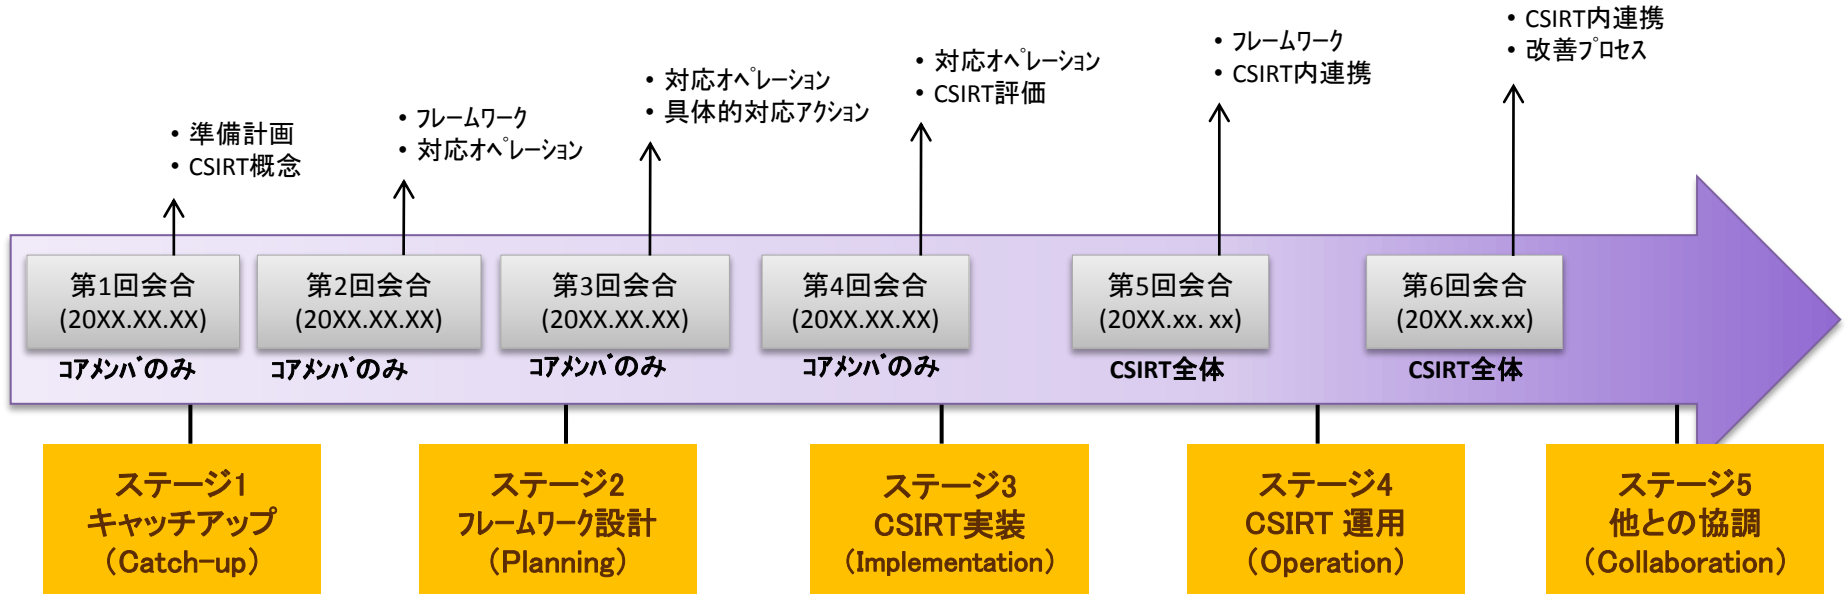 • 準備計画
• CSIRT概念
• ﾌﾚｰﾑﾜｰｸ
• 対応ｵﾍﾟﾚｰｼｮﾝ
• 対応ｵﾍﾟﾚｰｼｮﾝ
• 具体的対応ｱｸｼｮﾝ
• 対応ｵﾍﾟﾚｰｼｮﾝ
• CSIRT評価
• ﾌﾚｰﾑﾜｰｸ
• CSIRT内連携
• CSIRT内連携
• 改善ﾌﾟﾛｾｽ
第1回会合
(20XX.XX.XX)
ｺｱﾒﾝﾊﾞのみ
第2回会合
(20XX.XX.XX)
ｺｱﾒﾝﾊﾞのみ
第3回会合
(20XX.XX.XX)
ｺｱﾒﾝﾊﾞのみ
第4回会合
(20XX.XX.XX)
ｺｱﾒﾝﾊﾞのみ
第5回会合
(20XX.xx. xx)
CSIRT全体
第6回会合
(20XX.xx.xx)
CSIRT全体
ステージ1
キャッチアップ
（Catch-up）
ステージ2
ﾌﾚｰﾑﾜｰｸ設計
（Planning）
ステージ3
CSIRT実装
（Implementation）
ステージ4
CSIRT 運用
（Operation）
ステージ5
他との協調
（Collaboration）